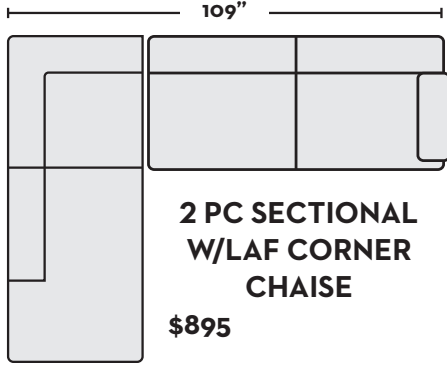 109”
2 PC SECTIONAL
W/LAF CORNER
CHAISE
$895